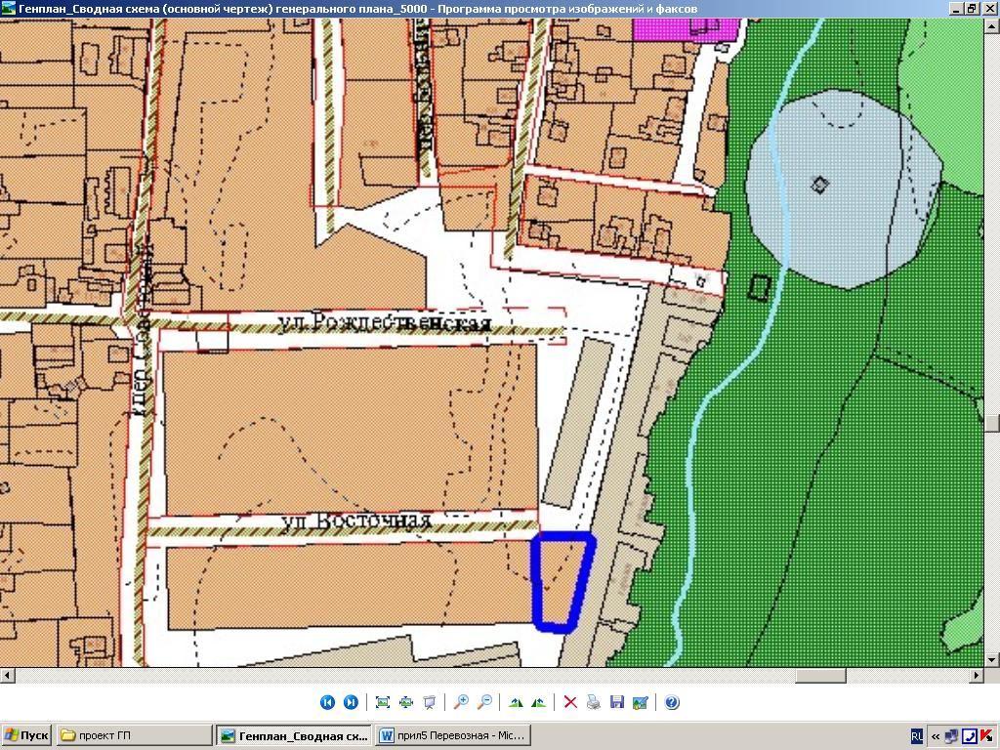 Генплан_Сводная схема (основной чертеж) генерального плана_5000 - Программа просмотра изображений и факсов
ул.Рождественская
ул.Восточная
пер.
Пуск
проект ГП
Генплан_Сводная сх...
прил5 Перевозная - Mic...
RU